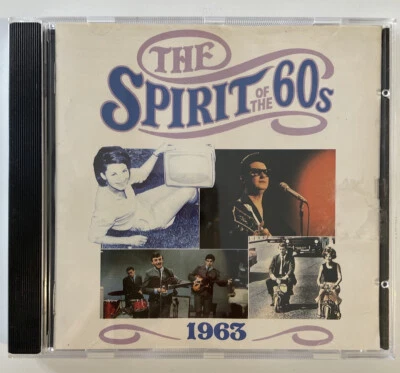 THE
SPIRIT OF THE 60s
1963